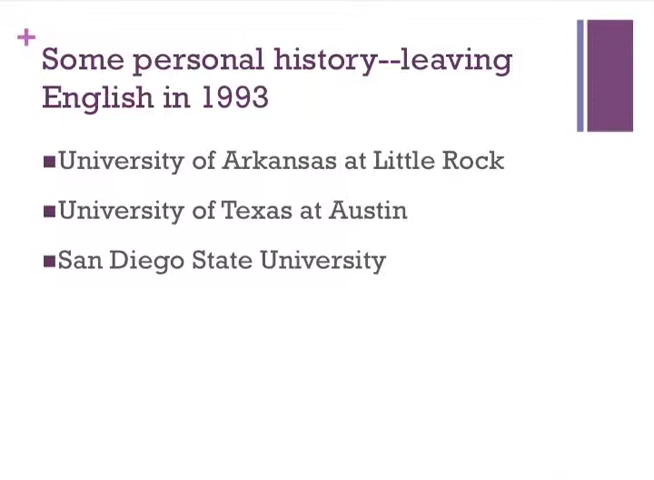 +
Some personal history--leaving
English in 1993
■University of Arkansas at Little Rock
■University of Texas at Austin
■San Diego State University